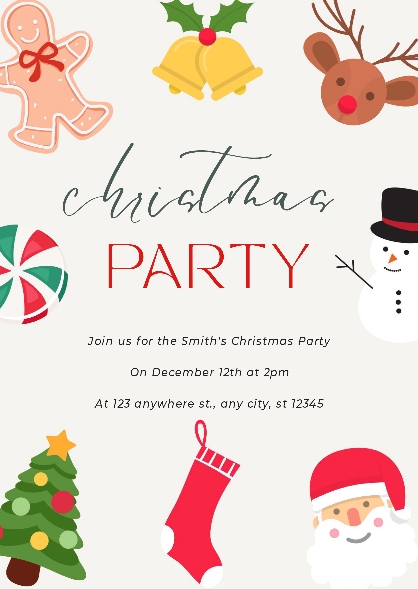 christmas
PARTY
Join us for the Smith's Christmas Party
On December 12th at 2pm
At 123 anywhere st., any city, st 12345